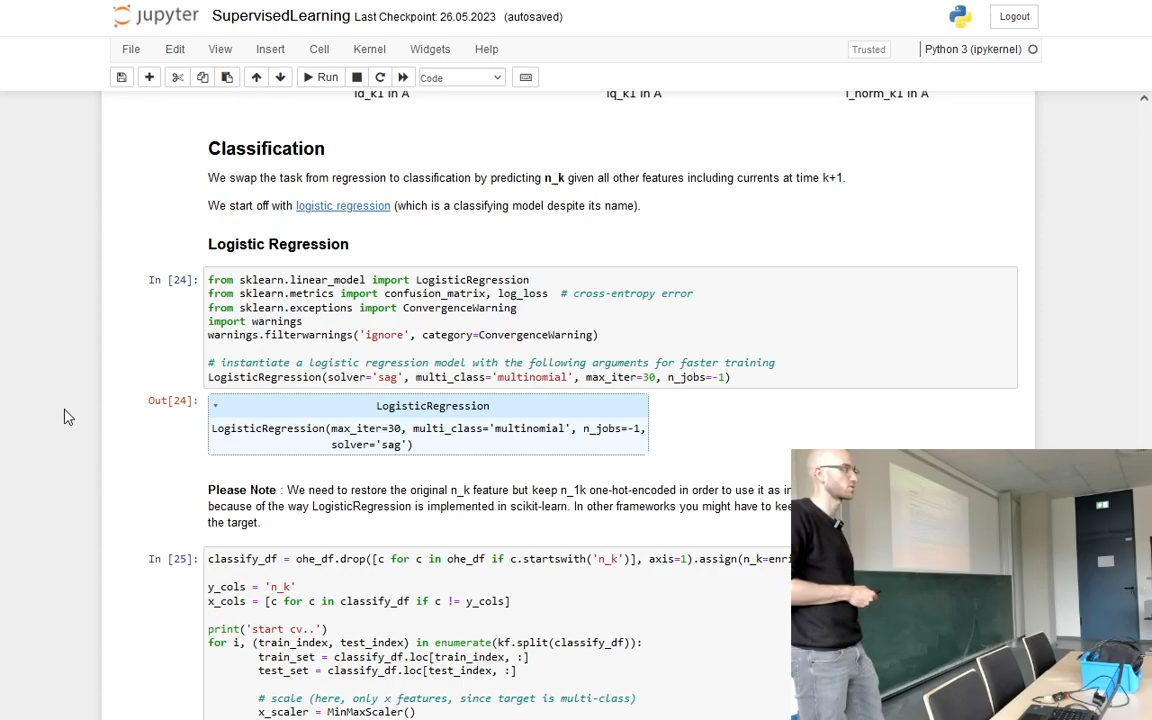 jupyter SupervisedLearning Last Checkpoint: 26.05.2023 (autosaved)
Logout
File Edit View Insert Cell Kernel Widgets Help
Trusted
Python 3 (ipykernel)
Run
Code
id_k1 in A iq_k1 in A i_norm_k1 in A
Classification
We swap the task from regression to classification by predicting n_k given all other features including currents at time k+1.
We start off with logistic regression (which is a classifying model despite its name).
Logistic Regression
In [24]: from sklearn.linear_model import LogisticRegression
from sklearn.metrics import confusion_matrix, log_loss # cross-entropy error
from sklearn.exceptions import ConvergenceWarning
import warnings
warnings.filterwarnings('ignore', category=ConvergenceWarning)
# instantiate a logistic regression model with the following arguments for faster training
LogisticRegression(solver='sag', multi_class='multinomial', max_iter=30, n_jobs=-1)
Out[24]: LogisticRegression
LogisticRegression(max_iter=30, multi_class='multinomial', n_jobs=-1,
solver='sag')
Please Note : We need to restore the original n_k feature but keep n_1k one-hot-encoded in order to use it as in
because of the way LogisticRegression is implemented in scikit-learn. In other frameworks you might have to kee
the target.
In [25]: classify_df = ohe_df.drop([c for c in ohe_df if c.startswith('n_k')], axis=1).assign(n_k=enri
y_cols = 'n_k'
x_cols = [c for c in classify_df if c != y_cols]
print('start cv..')
for i, (train_index, test_index) in enumerate(kf.split(classify_df)):
train_set = classify_df.loc[train_index, :]
test_set = classify_df.loc[test_index, :]
# scale (here, only x features, since target is multi-class)
x_scaler = MinMaxScaler()